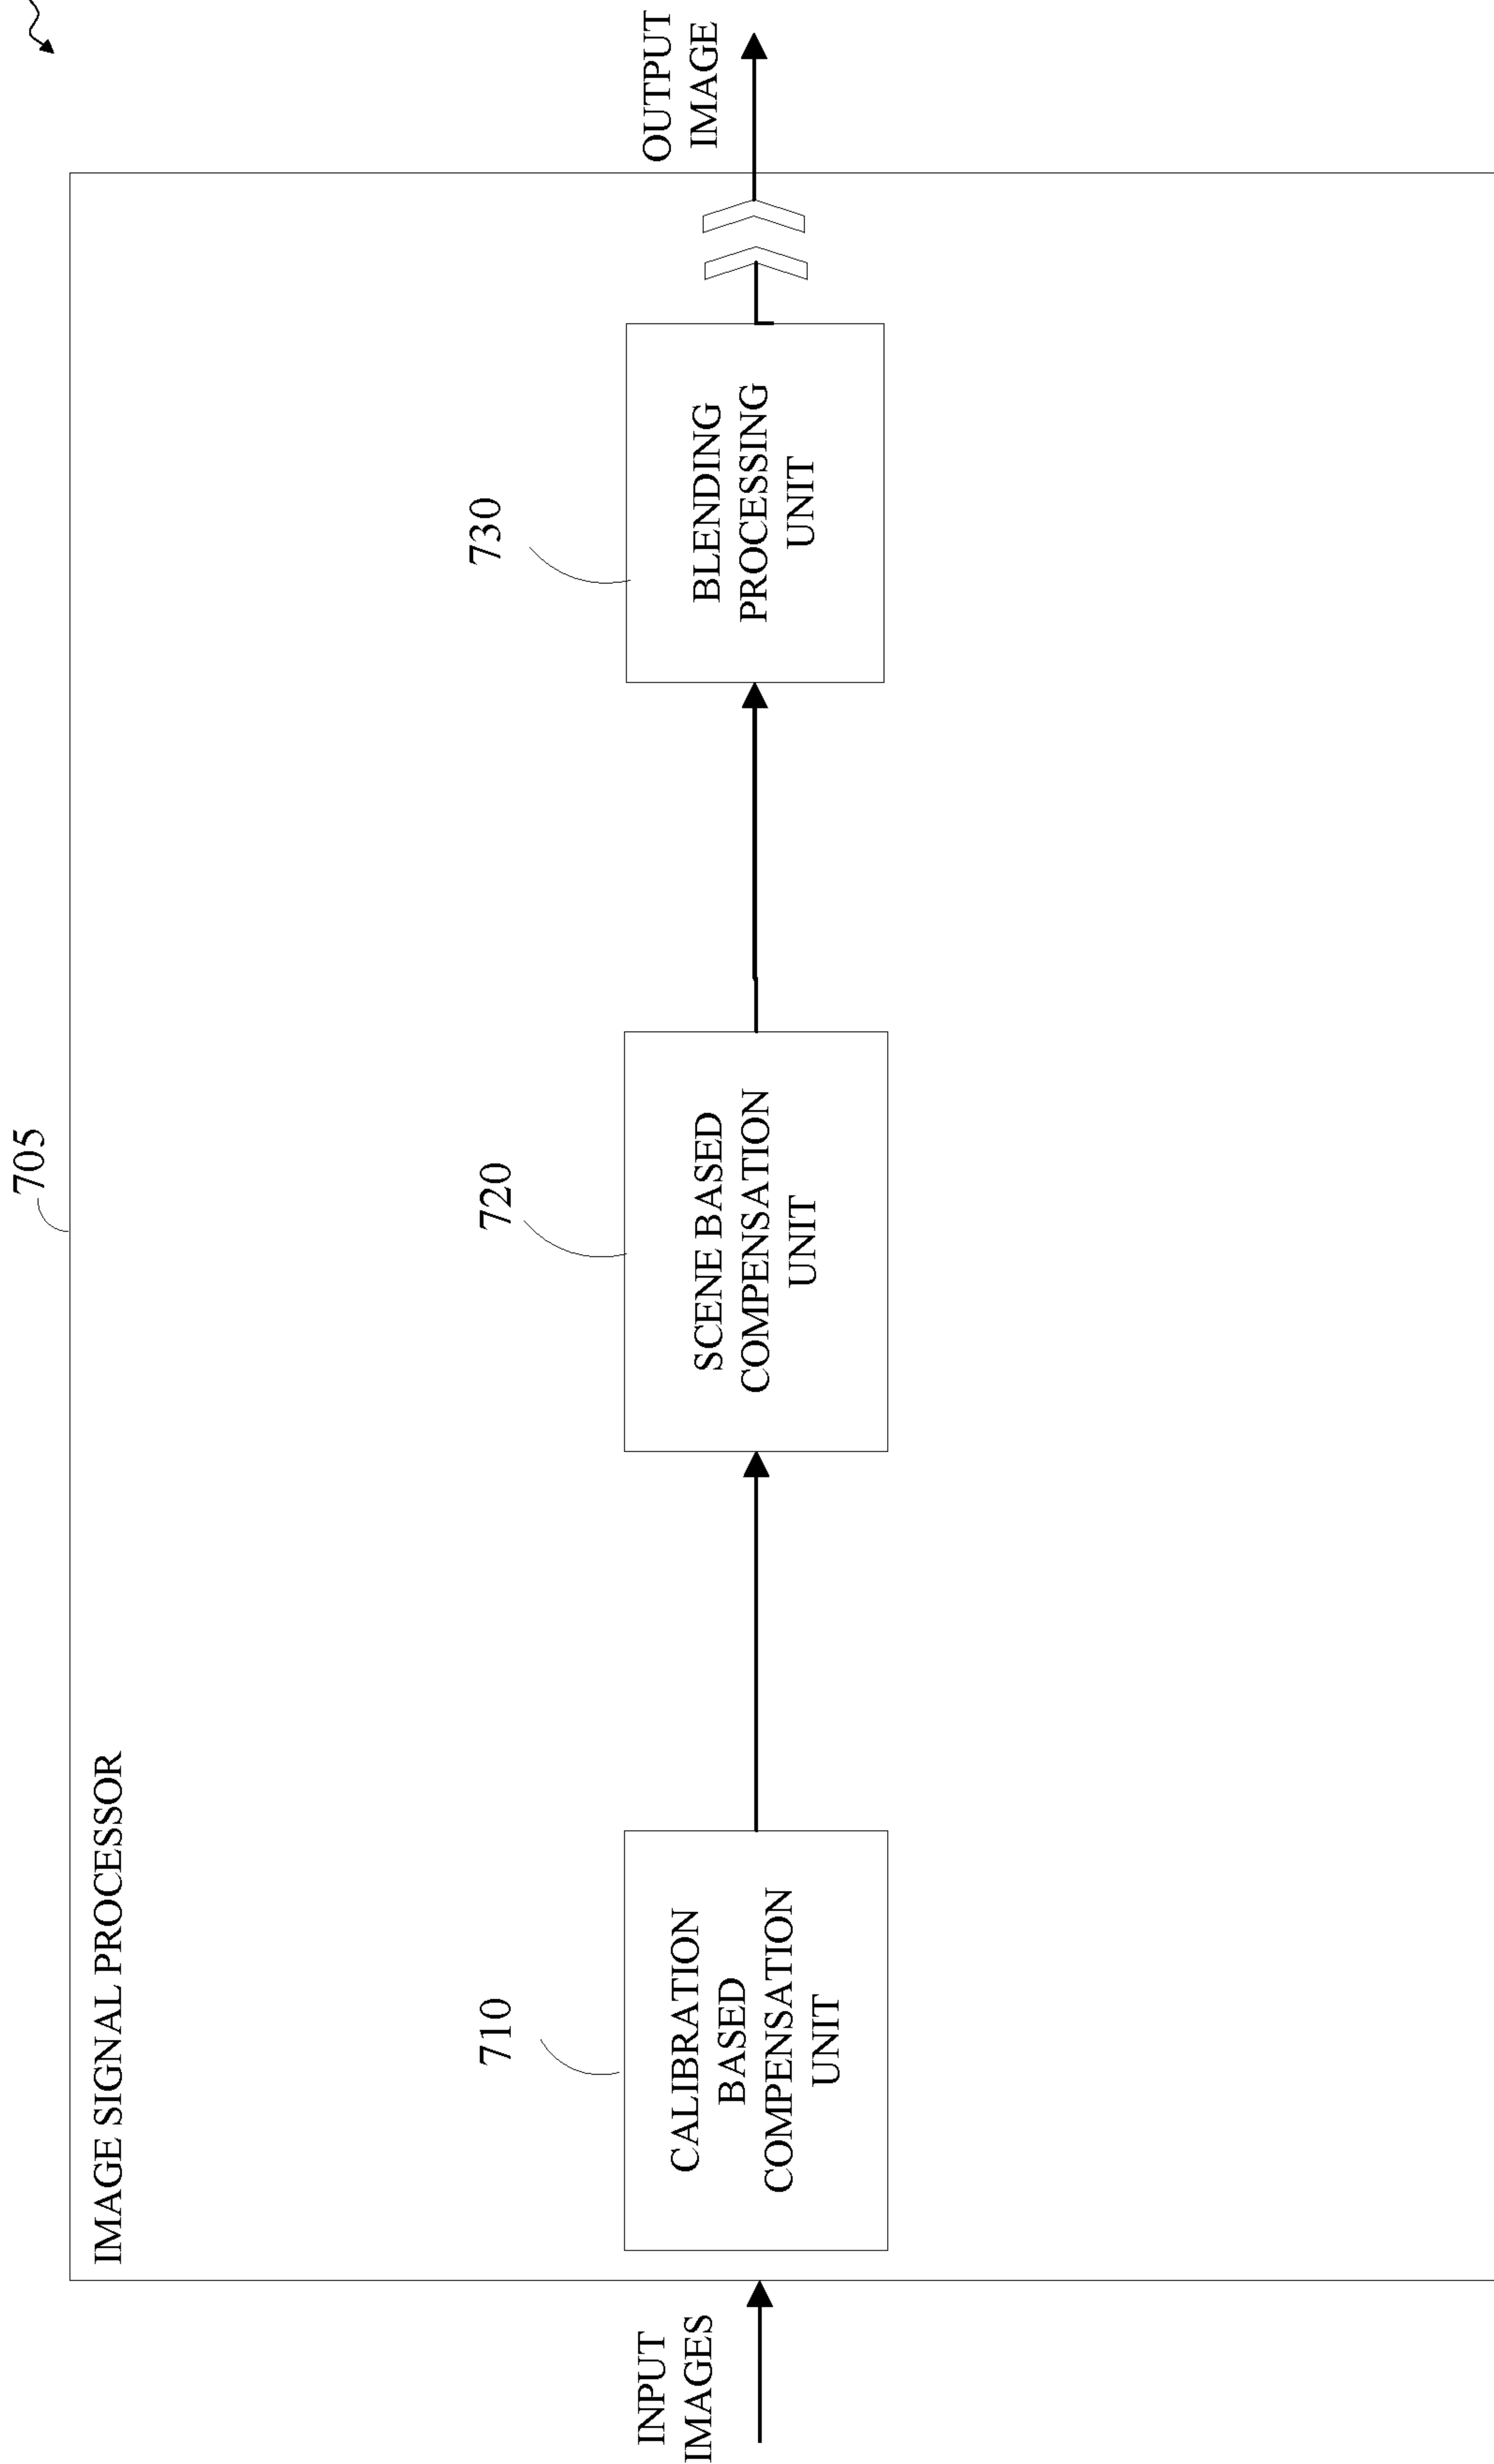 705
IMAGE SIGNAL PROCESSOR
INPUT
IMAGES
710
CALIBRATION
BASED
COMPENSATION
UNIT
720
SCENE BASED
COMPENSATION
UNIT
730
BLENDING
PROCESSING
UNIT
OUTPUT
IMAGE